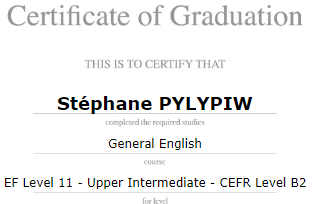 Certificate of Graduation
THIS IS TO CERTIFY THAT
Stéphane PYLYPIW
completed the required studies
General English
course
EF Level 11 - Upper Intermediate - CEFR Level B2
for level